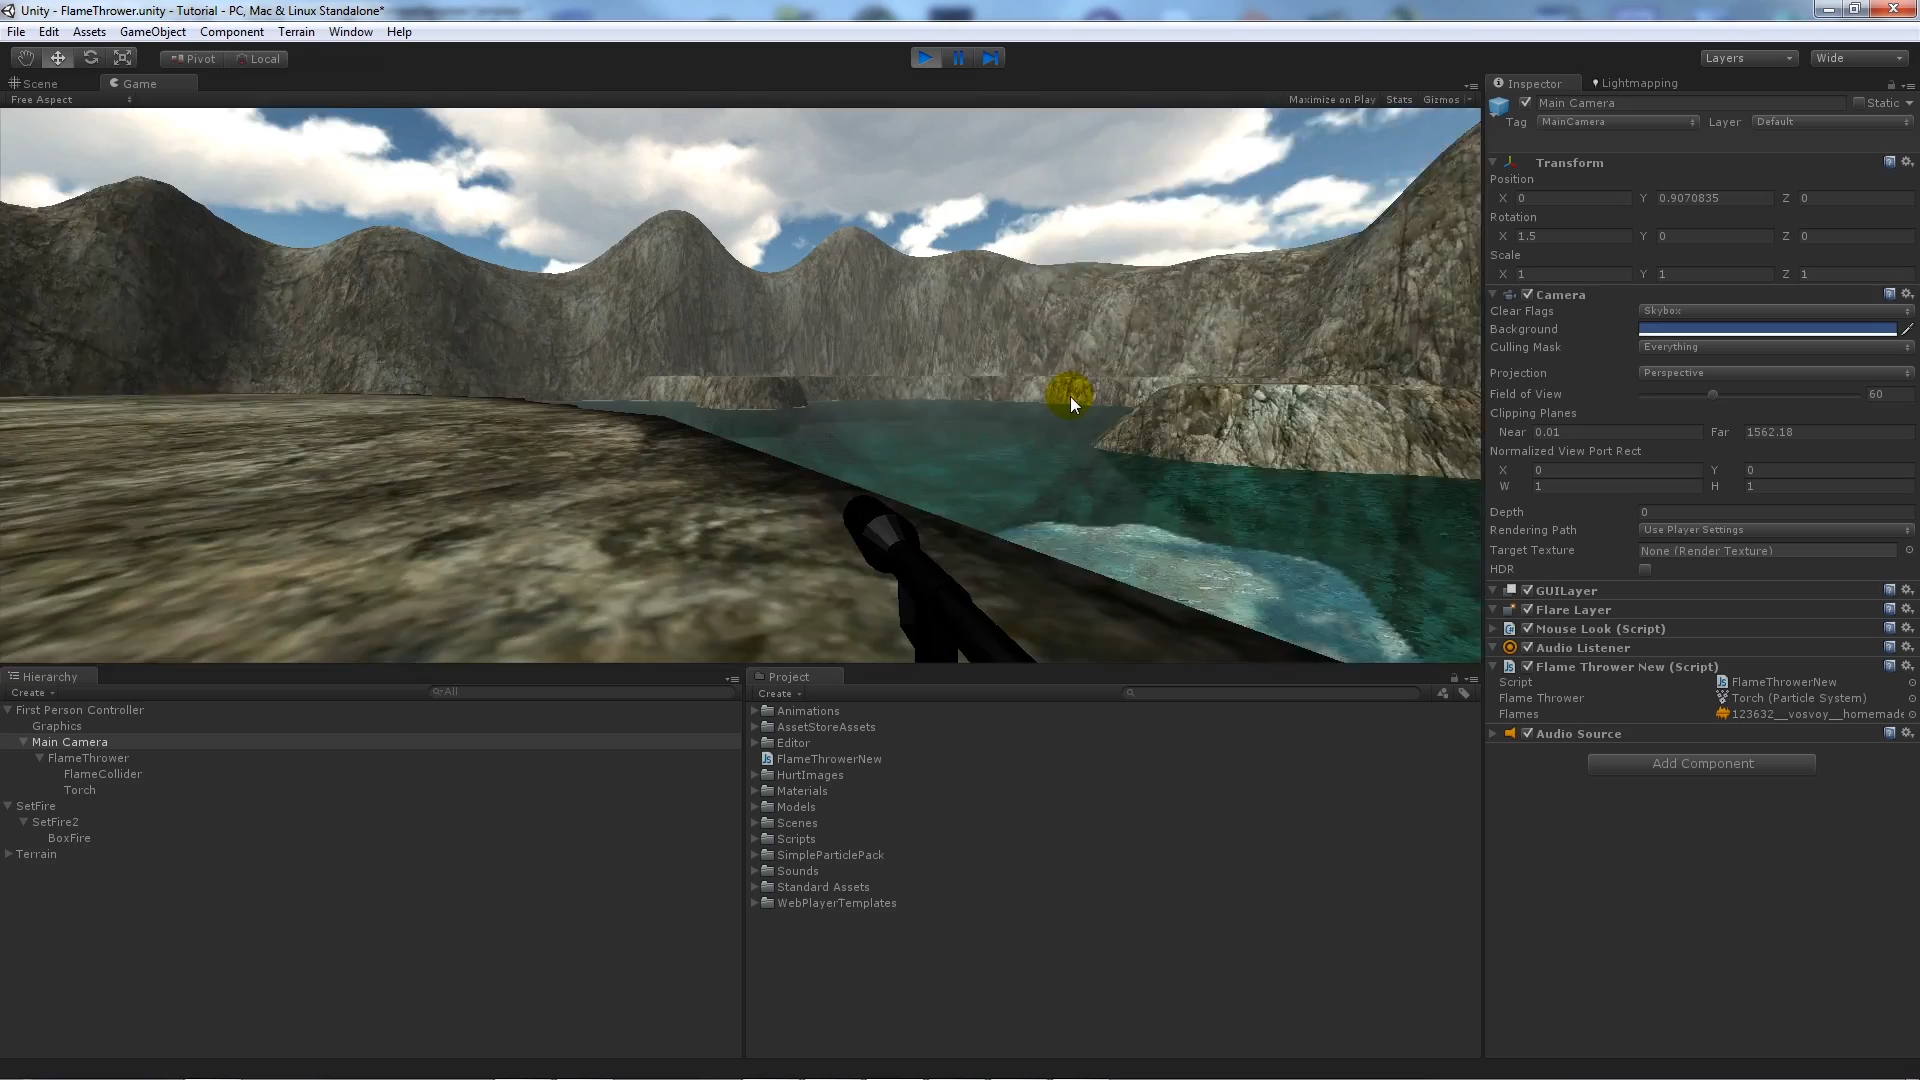 Unity - FlameThrower.unity - Tutorial - PC, Mac & Linux Standalone*
File Edit Assets GameObject Component Terrain Window Help
Pivot Local Layers Wide
Scene Game
Free Aspect Maximize on Play Stats Gizmos
Inspector Lightmapping
Main Camera Static
Tag MainCamera Layer Default
Transform
Position
X 0 Y 0.9070835 Z 0
Rotation
X 1.5 Y 0 Z 0
Scale
X 1 Y 1 Z 1
Camera
Clear Flags Skybox
Background
Culling Mask Everything
Projection Perspective
Field of View 60
Clipping Planes
Near 0.01 Far 1562.18
Normalized View Port Rect
X 0 Y 0
W 1 H 1
Depth 0
Rendering Path Use Player Settings
Target Texture None (Render Texture)
HDR
GUILayer
Flare Layer
Mouse Look (Script)
Audio Listener
Flame Thrower New (Script)
Script FlameThrowerNew
Flame Thrower Torch (Particle System)
Flames 123632__vosvoy__homemade
Audio Source
Add Component
Hierarchy
Create All
First Person Controller
Graphics
Main Camera
FlameThrower
FlameCollider
Torch
SetFire
SetFire2
BoxFire
Terrain
Project
Create
Animations
AssetStoreAssets
Editor
FlameThrowerNew
HurtImages
Materials
Models
Scenes
Scripts
SimpleParticlePack
Sounds
Standard Assets
WebPlayerTemplates